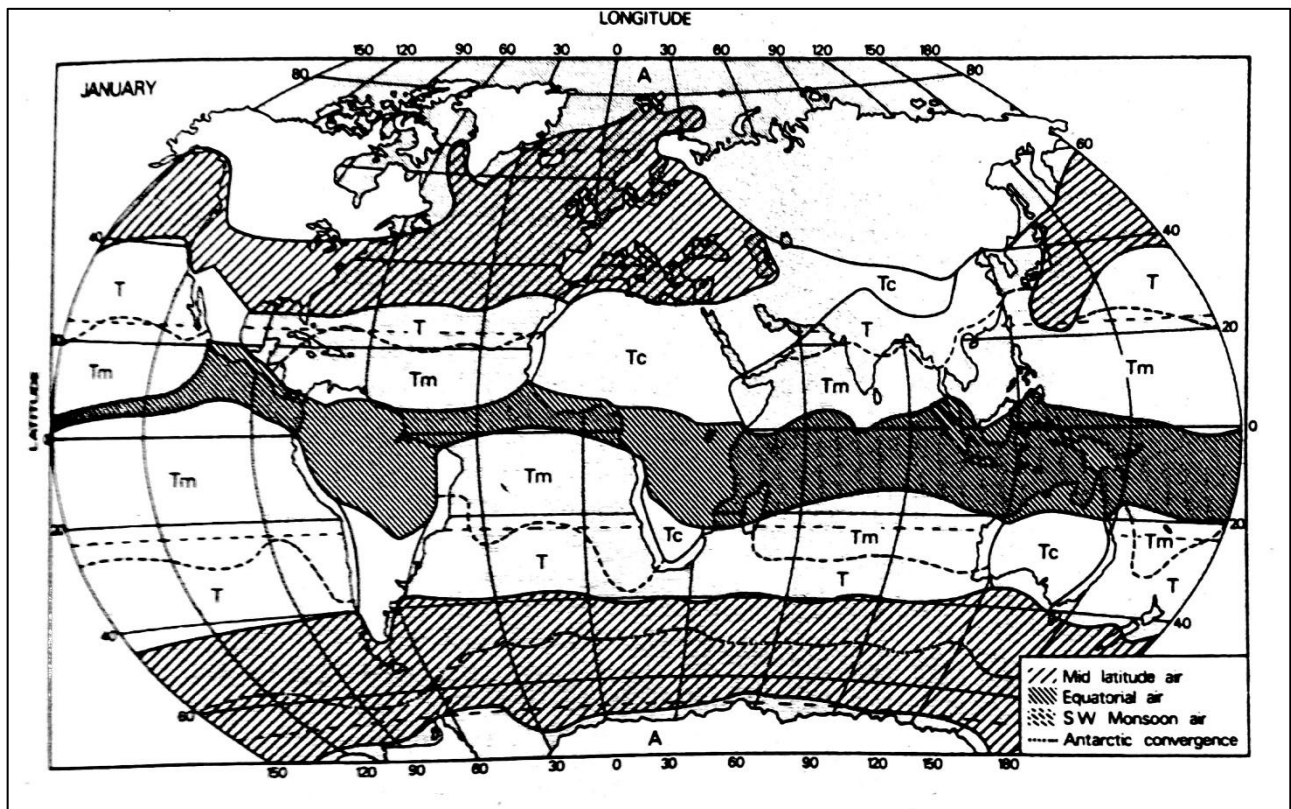 LONGITUDE
150 120 90 60 30 0 30 60 90 120 150 180
JANUARY
80 A 80
60
40 40
T Tc T
T T
20
Tm Tc Tm Tm Tm
LATITUDE
0 0
Tm Tm
20 Tc Tm Tc Tm 20
T T T T
40 40
Mid latitude air
Equatorial air
S W Monsoon air
Antarctic convergence
60
A
150 120 90 60 30 0 30 60 90 120 150 180